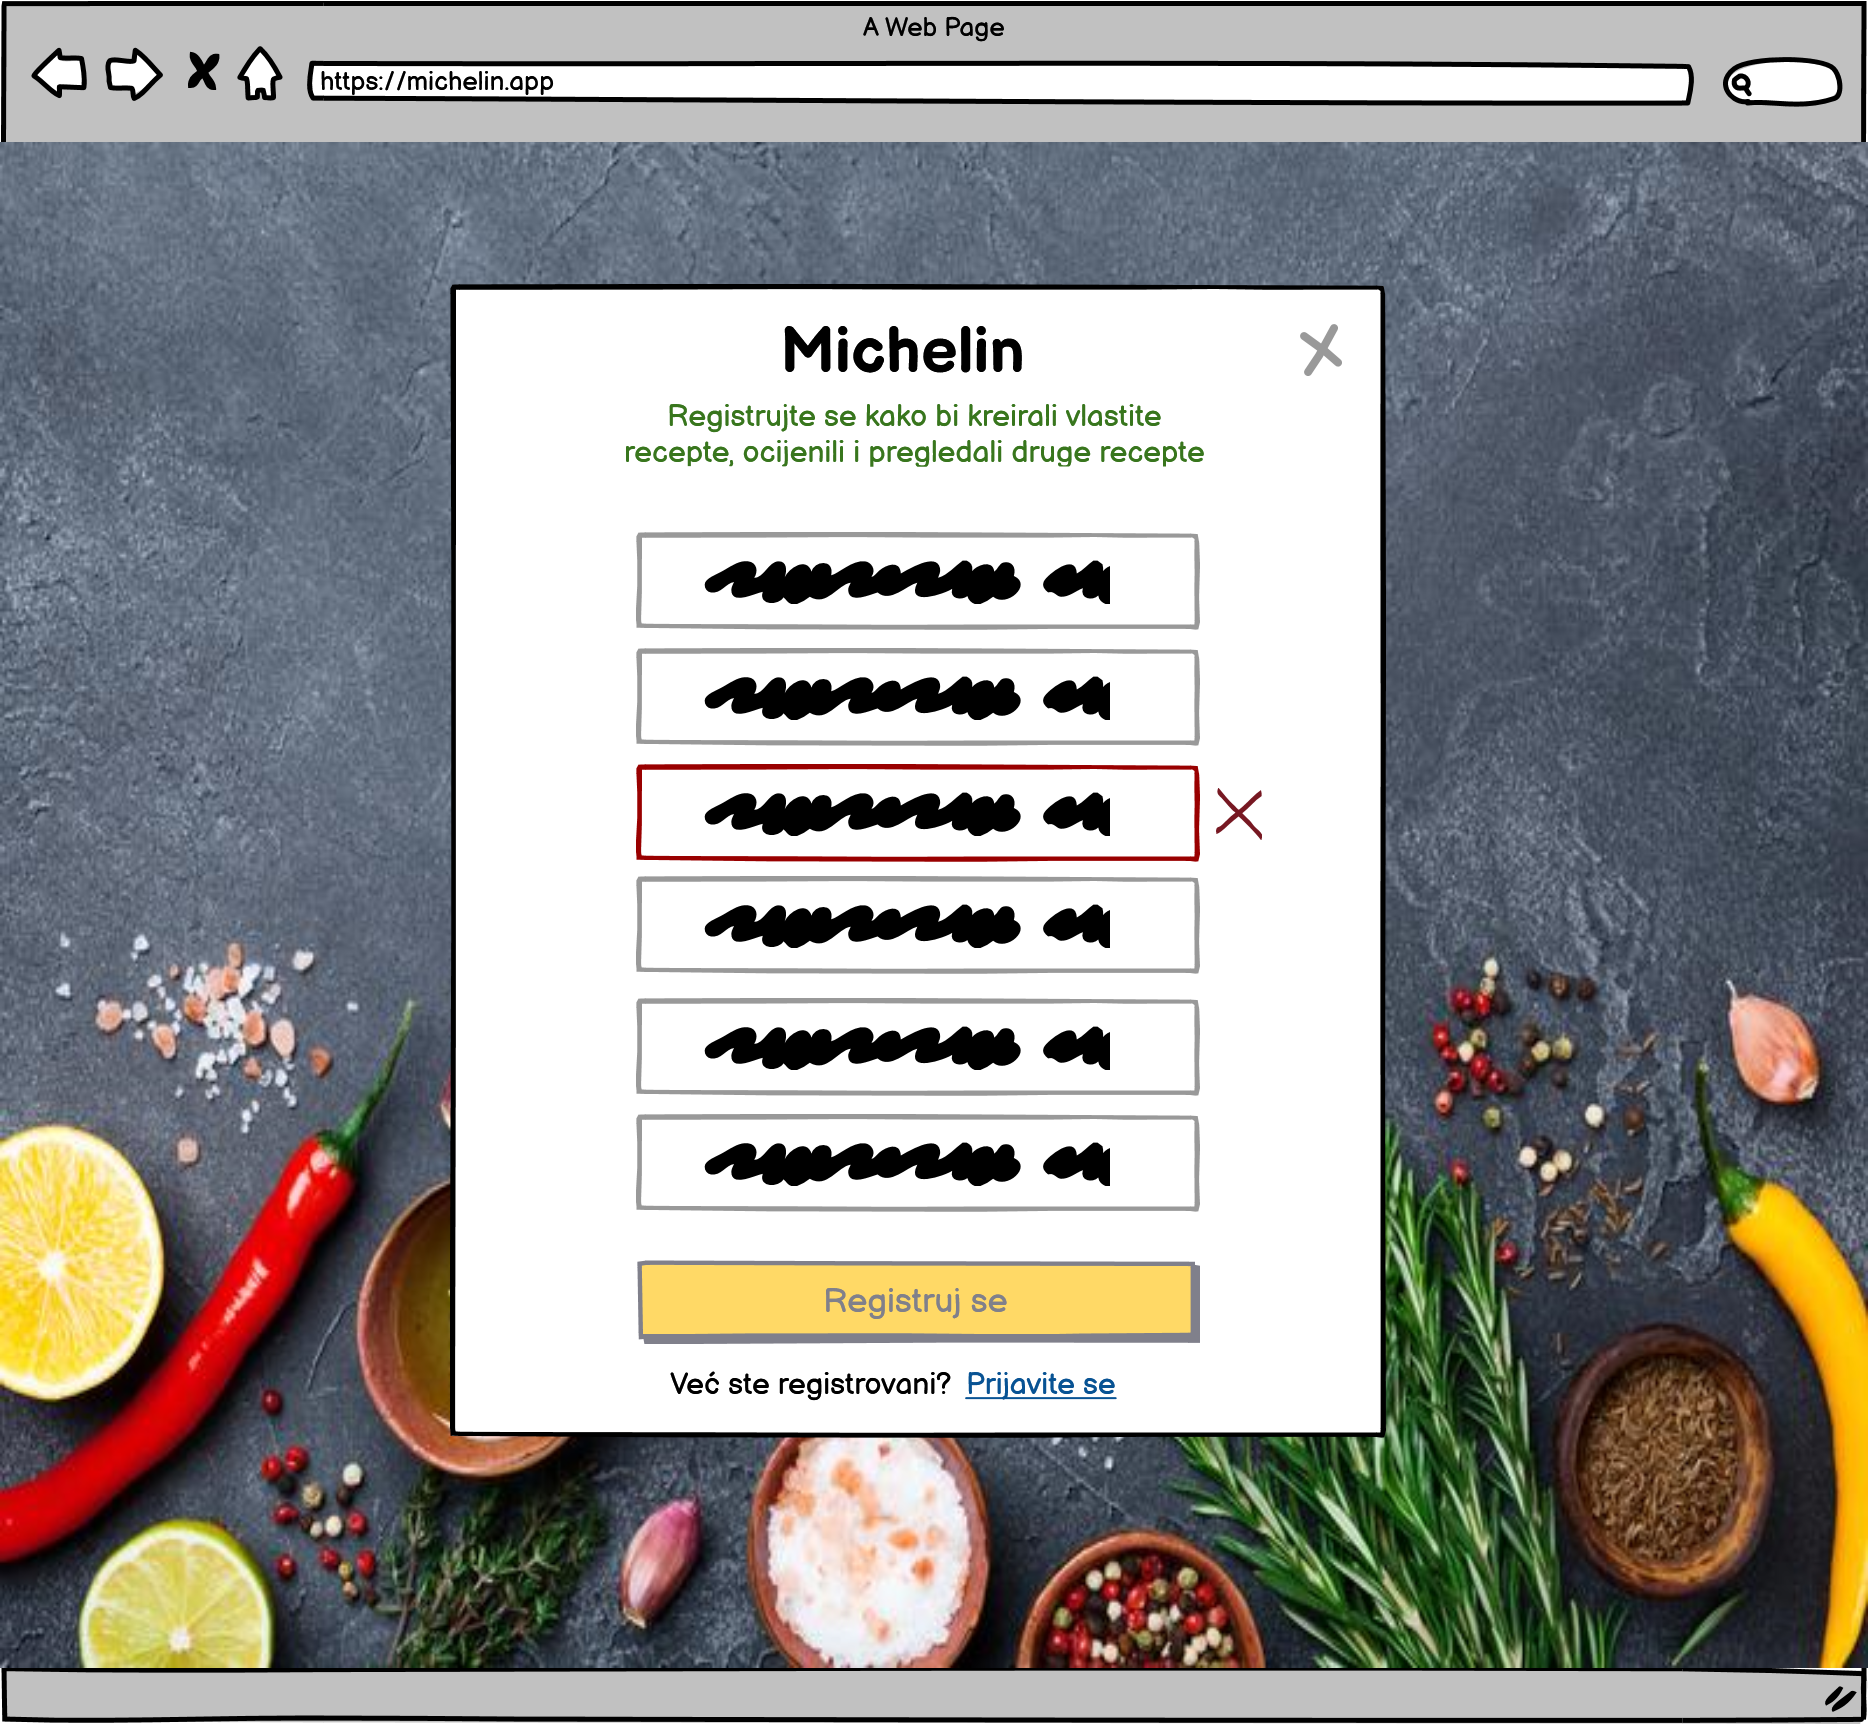 A Web Page
https://michelin.app
Michelin
Registrujte se kako bi kreirali vlastite
recepte, ocijenili i pregledali druge recepte
Registruj se
Već ste registrovani? Prijavite se